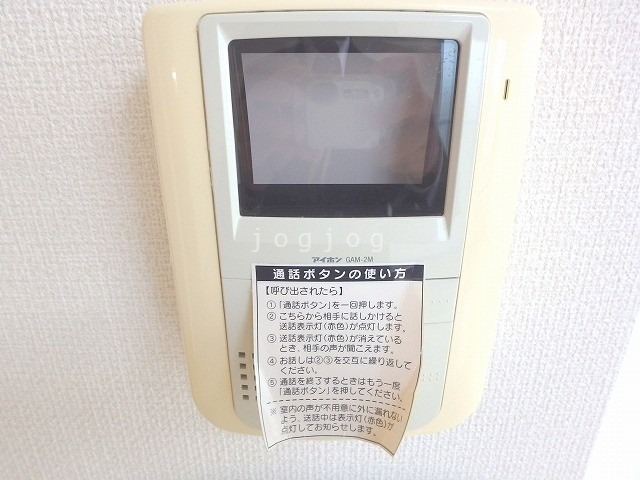 jogjog
アイホン GAM-2M
通話ボタンの使い方
【呼び出されたら】
①「通話ボタン」を一回押します。
② こちらから相手に話しかけると
送話表示灯(赤色)が点灯します。
③ 送話表示灯(赤色)が消えている
とき、相手の声が聞こえます。
④ お話しは②③を交互に繰り返して
ください。
⑤ 通話を終了するときはもう一度
「通話ボタン」を押してください。
※ 室内の声が不用意に外に漏れない
よう、送話中は表示灯(赤色)が
点灯してお知らせします。